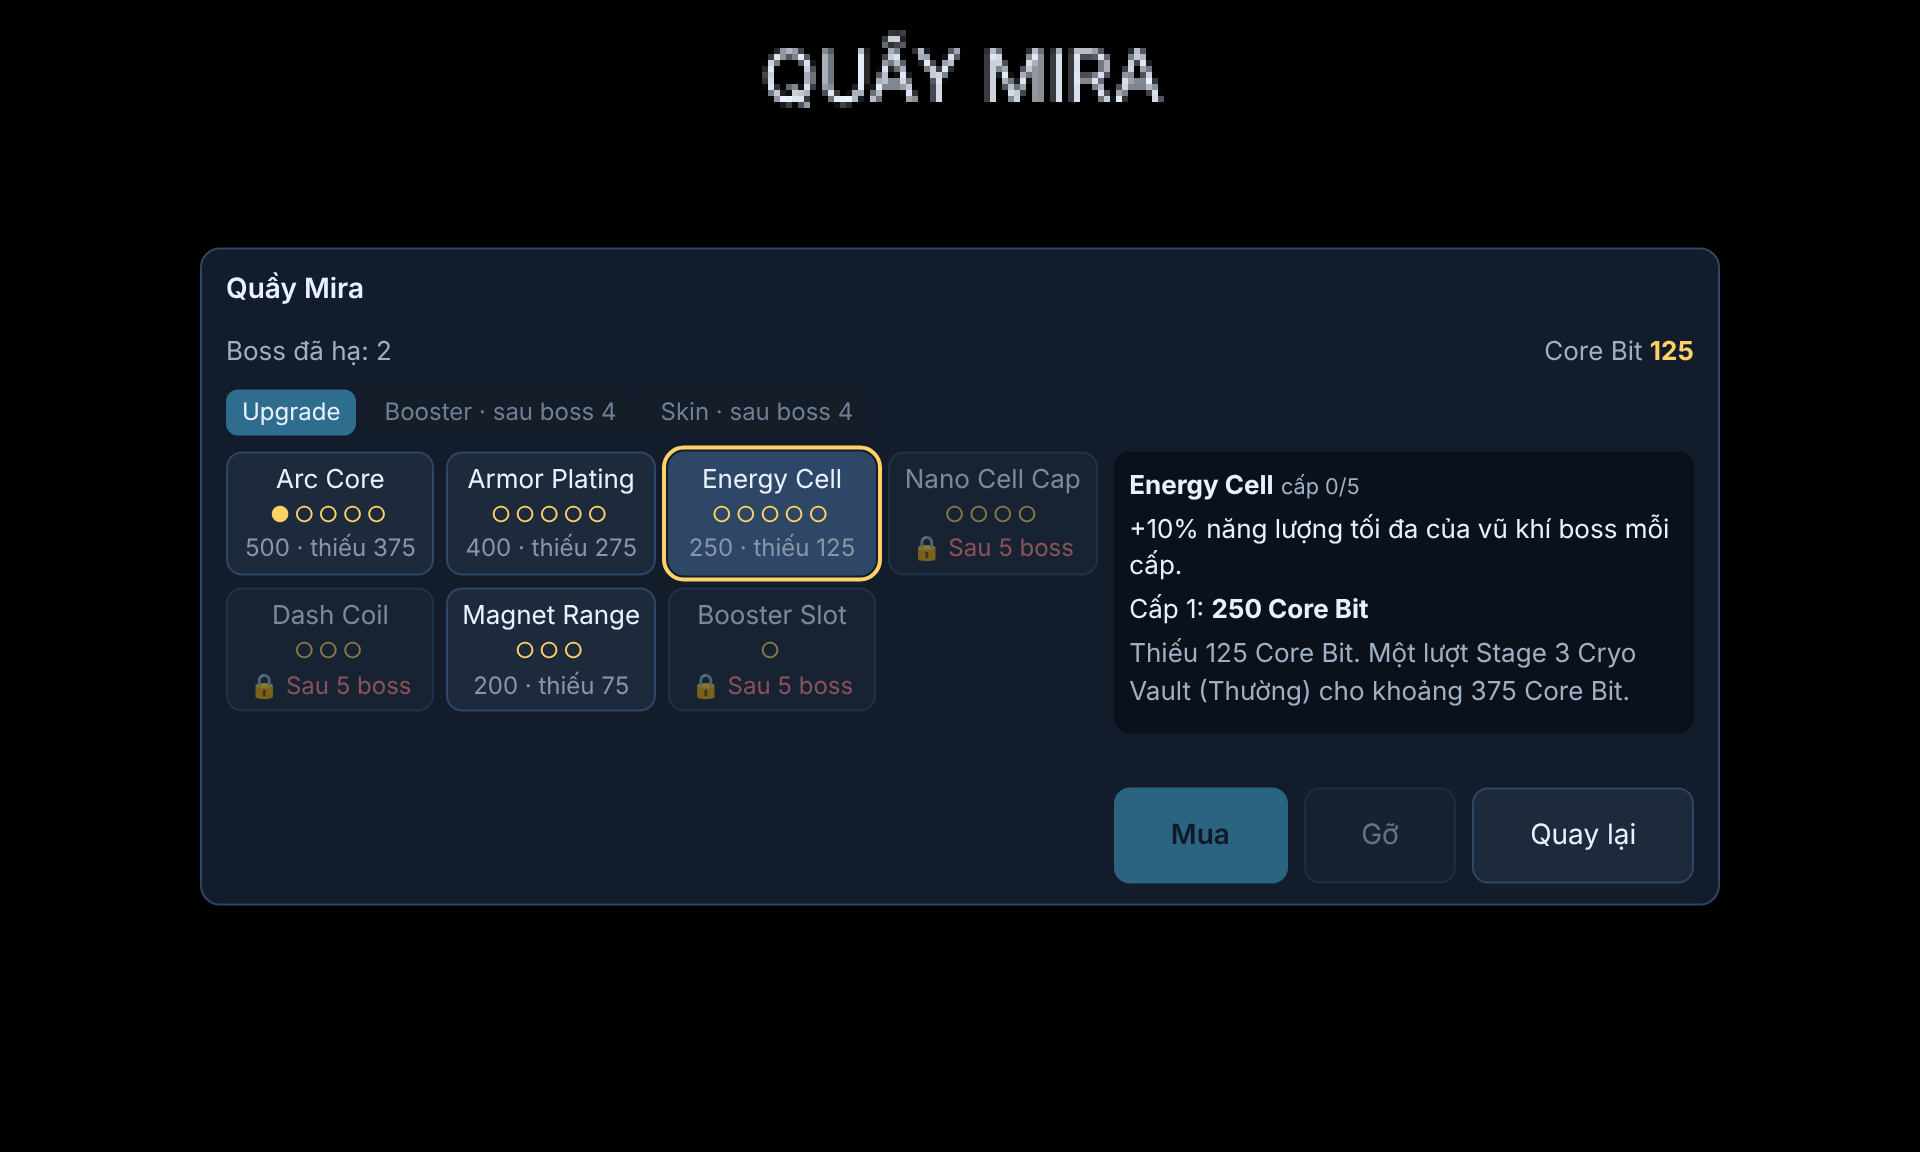 QUẦY MIRA
Quầy Mira
Boss đã hạ: 2
Core Bit 125
Upgrade
Booster · sau boss 4
Skin · sau boss 4
Arc Core
500 · thiếu 375
Armor Plating
400 · thiếu 275
Energy Cell
250 · thiếu 125
Nano Cell Cap
🔒 Sau 5 boss
Dash Coil
🔒 Sau 5 boss
Magnet Range
200 · thiếu 75
Booster Slot
🔒 Sau 5 boss
Energy Cell cấp 0/5
+10% năng lượng tối đa của vũ khí boss mỗi
cấp.
Cấp 1: 250 Core Bit
Thiếu 125 Core Bit. Một lượt Stage 3 Cryo
Vault (Thường) cho khoảng 375 Core Bit.
Mua
Gỡ
Quay lại